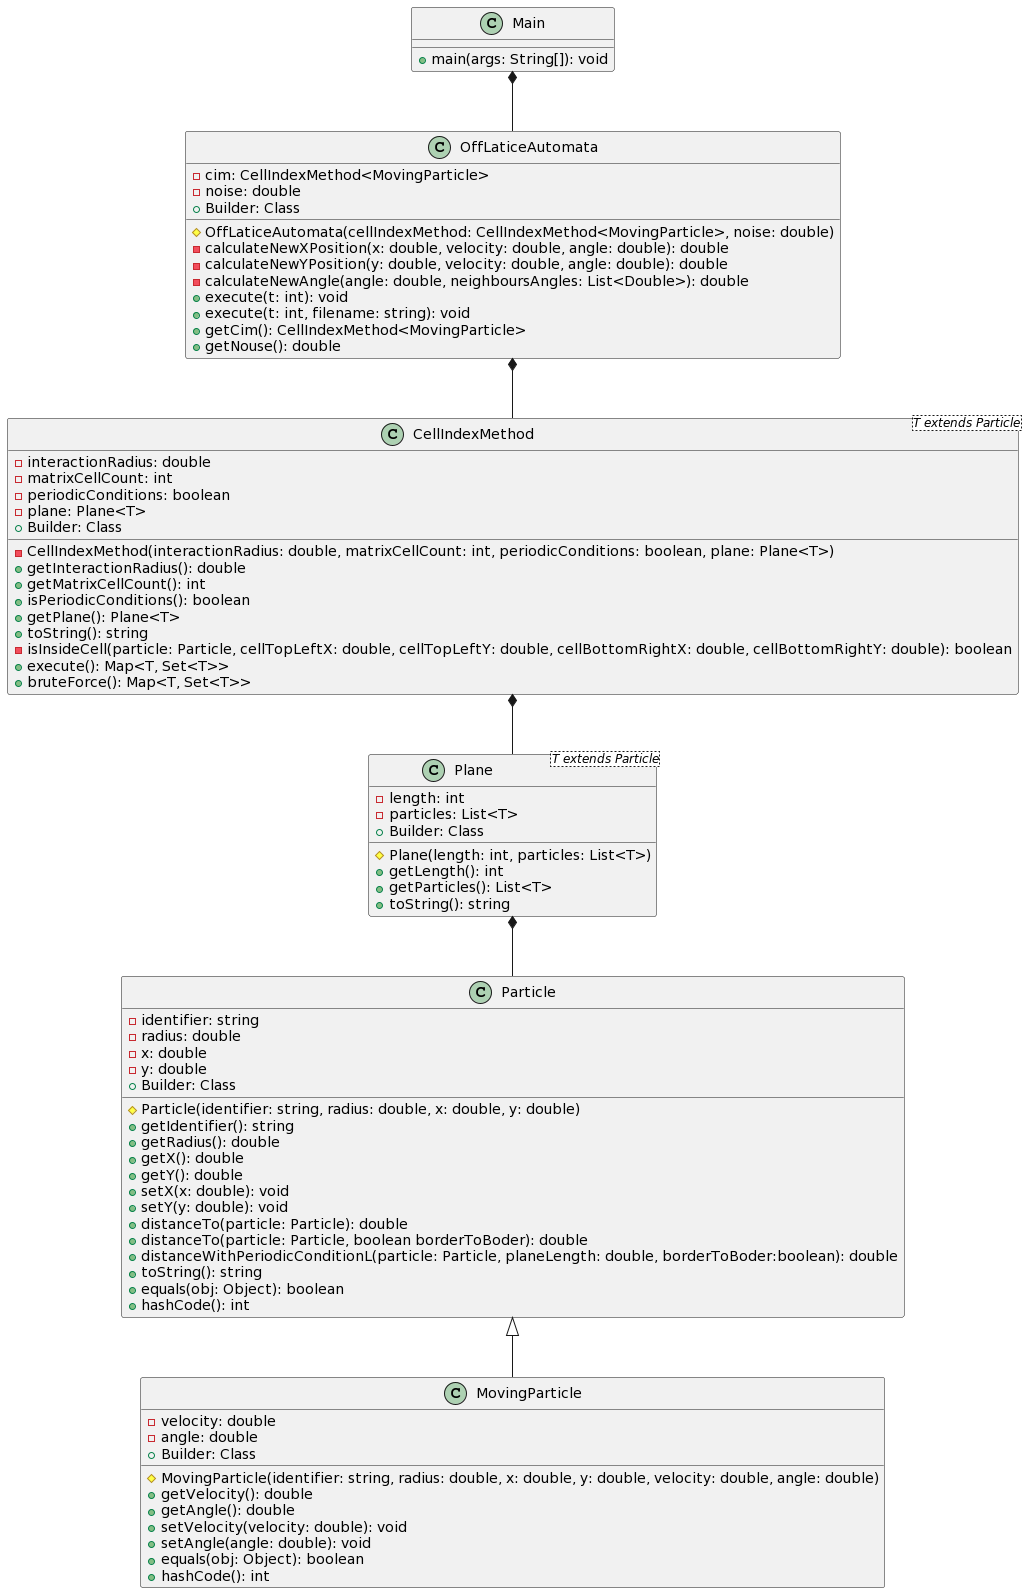 C Main
main(args: String[]): void
C OffLaticeAutomata
cim: CellIndexMethod<MovingParticle>
noise: double
Builder: Class
OffLaticeAutomata(cellIndexMethod: CellIndexMethod<MovingParticle>, noise: double)
calculateNewXPosition(x: double, velocity: double, angle: double): double
calculateNewYPosition(y: double, velocity: double, angle: double): double
calculateNewAngle(angle: double, neighboursAngles: List<Double>): double
execute(t: int): void
execute(t: int, filename: string): void
getCim(): CellIndexMethod<MovingParticle>
getNouse(): double
C CellIndexMethod T extends Particle
interactionRadius: double
matrixCellCount: int
periodicConditions: boolean
plane: Plane<T>
Builder: Class
CellIndexMethod(interactionRadius: double, matrixCellCount: int, periodicConditions: boolean, plane: Plane<T>)
getInteractionRadius(): double
getMatrixCellCount(): int
isPeriodicConditions(): boolean
getPlane(): Plane<T>
toString(): string
isInsideCell(particle: Particle, cellTopLeftX: double, cellTopLeftY: double, cellBottomRightX: double, cellBottomRightY: double): boolean
execute(): Map<T, Set<T>>
bruteForce(): Map<T, Set<T>>
C Plane T extends Particle
length: int
particles: List<T>
Builder: Class
Plane(length: int, particles: List<T>)
getLength(): int
getParticles(): List<T>
toString(): string
C Particle
identifier: string
radius: double
x: double
y: double
Builder: Class
Particle(identifier: string, radius: double, x: double, y: double)
getIdentifier(): string
getRadius(): double
getX(): double
getY(): double
setX(x: double): void
setY(y: double): void
distanceTo(particle: Particle): double
distanceTo(particle: Particle, boolean borderToBoder): double
distanceWithPeriodicConditionL(particle: Particle, planeLength: double, borderToBoder:boolean): double
toString(): string
equals(obj: Object): boolean
hashCode(): int
C MovingParticle
velocity: double
angle: double
Builder: Class
MovingParticle(identifier: string, radius: double, x: double, y: double, velocity: double, angle: double)
getVelocity(): double
getAngle(): double
setVelocity(velocity: double): void
setAngle(angle: double): void
equals(obj: Object): boolean
hashCode(): int